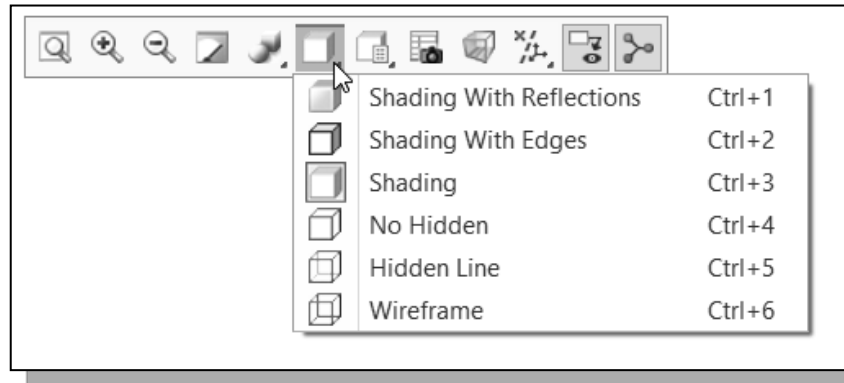 Shading With Reflections Ctrl+1
Shading With Edges Ctrl+2
Shading Ctrl+3
No Hidden Ctrl+4
Hidden Line Ctrl+5
Wireframe Ctrl+6